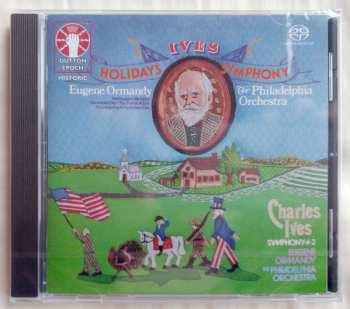 DUTTON
EPOCH
HISTORIC
IVES
HOLIDAYS SYMPHONY
Eugene Ormandy
The Philadelphia
Orchestra
Charles
Ives
SYMPHONY #2
EUGENE
ORMANDY
PHILADELPHIA
ORCHESTRA